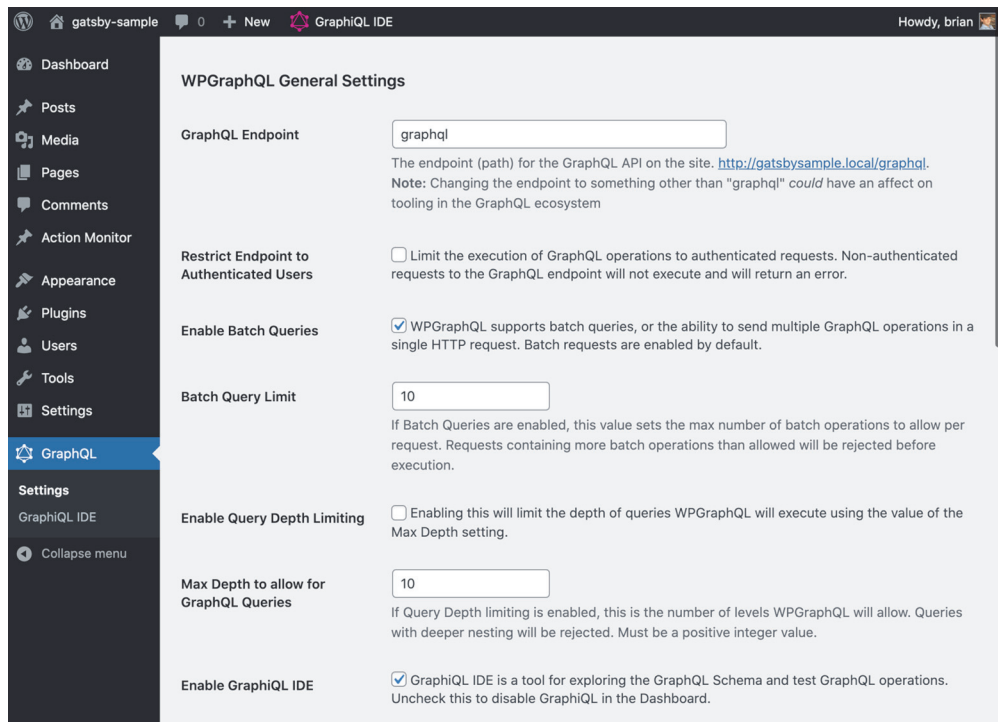 gatsby-sample 0 + New GraphiQL IDE Howdy, brian
Dashboard
Posts
Media
Pages
Comments
Action Monitor
Appearance
Plugins
Users
Tools
Settings
GraphQL
Settings
GraphiQL IDE
Collapse menu
WPGraphQL General Settings
GraphQL Endpoint
graphql
The endpoint (path) for the GraphQL API on the site. http://gatsbysample.local/graphql.
Note: Changing the endpoint to something other than "graphql" could have an affect on
tooling in the GraphQL ecosystem
Restrict Endpoint to
Authenticated Users
Limit the execution of GraphQL operations to authenticated requests. Non-authenticated
requests to the GraphQL endpoint will not execute and will return an error.
Enable Batch Queries
WPGraphQL supports batch queries, or the ability to send multiple GraphQL operations in a
single HTTP request. Batch requests are enabled by default.
Batch Query Limit
10
If Batch Queries are enabled, this value sets the max number of batch operations to allow per
request. Requests containing more batch operations than allowed will be rejected before
execution.
Enable Query Depth Limiting
Enabling this will limit the depth of queries WPGraphQL will execute using the value of the
Max Depth setting.
Max Depth to allow for
GraphQL Queries
10
If Query Depth limiting is enabled, this is the number of levels WPGraphQL will allow. Queries
with deeper nesting will be rejected. Must be a positive integer value.
Enable GraphiQL IDE
GraphiQL IDE is a tool for exploring the GraphQL Schema and test GraphQL operations.
Uncheck this to disable GraphiQL in the Dashboard.